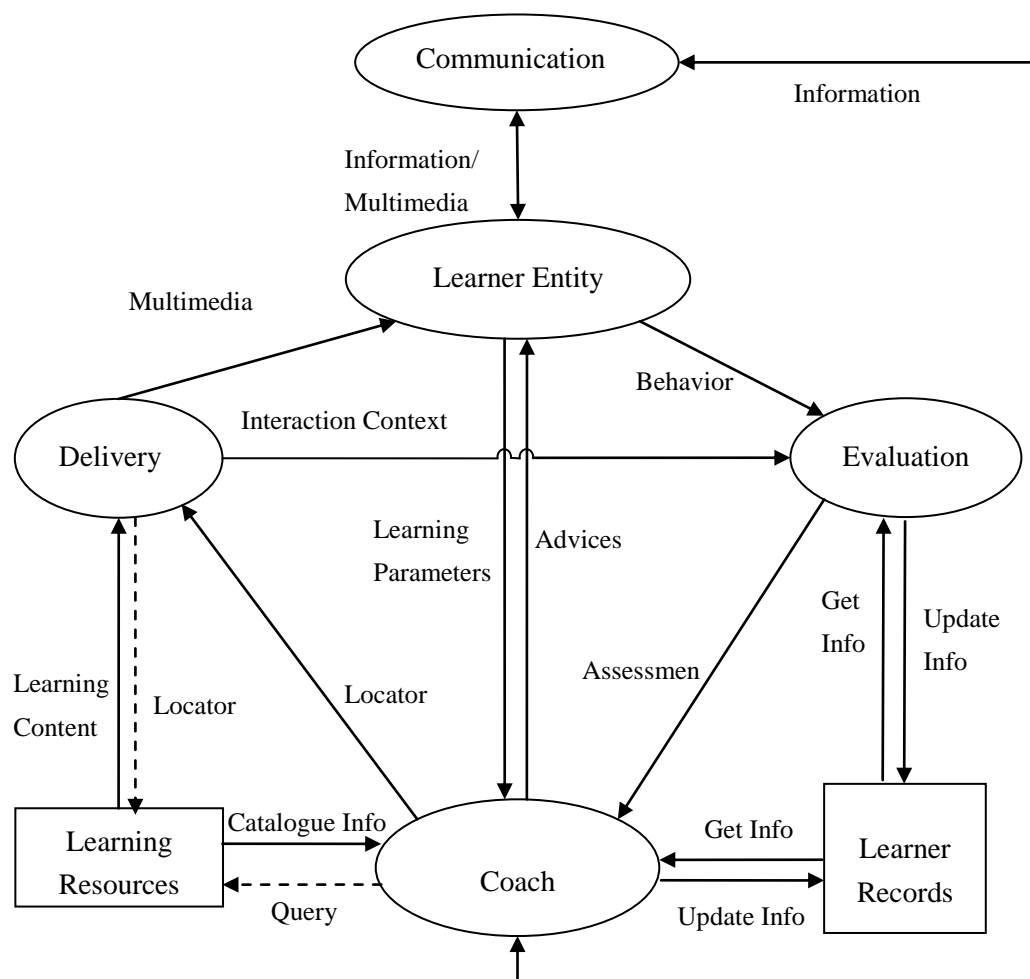 Communication
Information
Information/
Multimedia
Learner Entity
Multimedia
Behavior
Interaction Context
Delivery
Evaluation
Learning
Parameters
Advices
Get
Info
Update
Info
Assessmen
Learning
Content
Locator
Locator
Catalogue Info
Get Info
Learning
Resources
Learner
Records
Coach
Query
Update Info